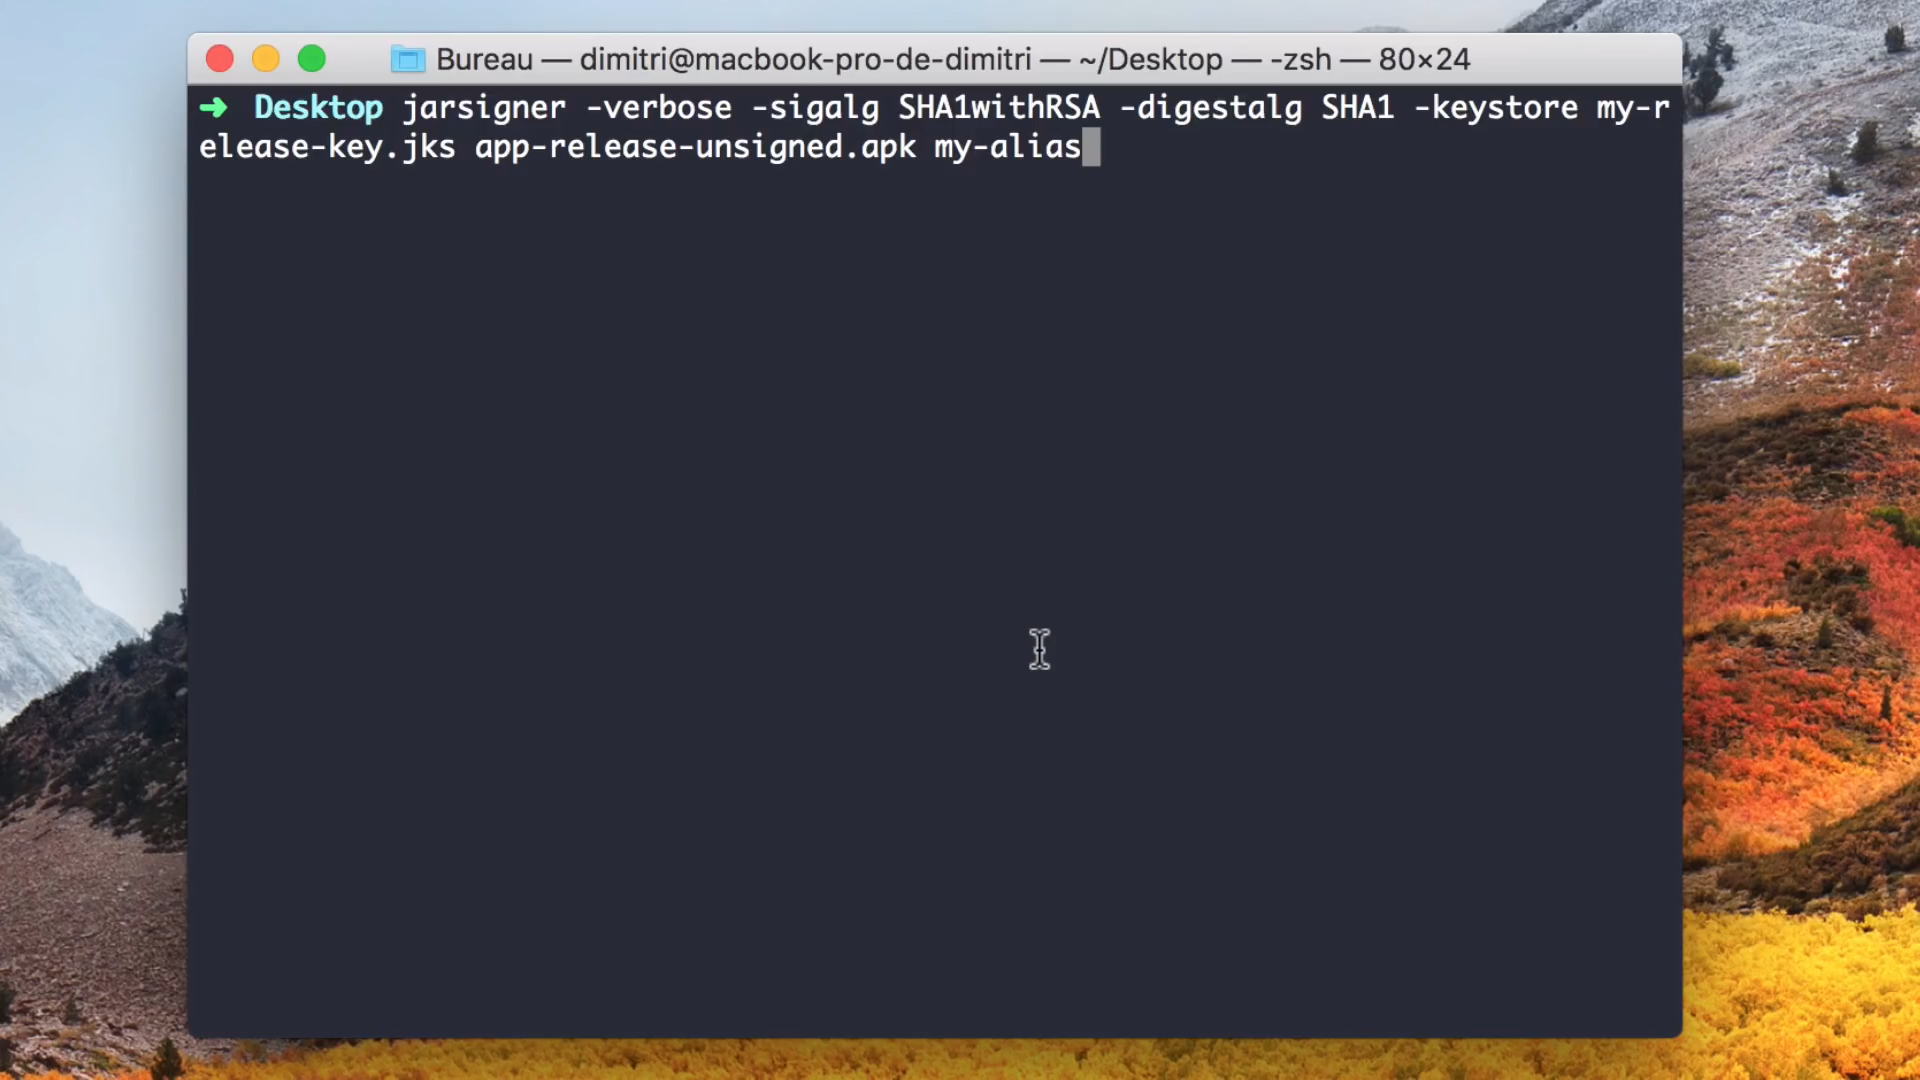 Bureau — dimitri@macbook-pro-de-dimitri — ~/Desktop — -zsh — 80×24
➜ Desktop jarsigner -verbose -sigalg SHA1withRSA -digestalg SHA1 -keystore my-r
elease-key.jks app-release-unsigned.apk my-alias